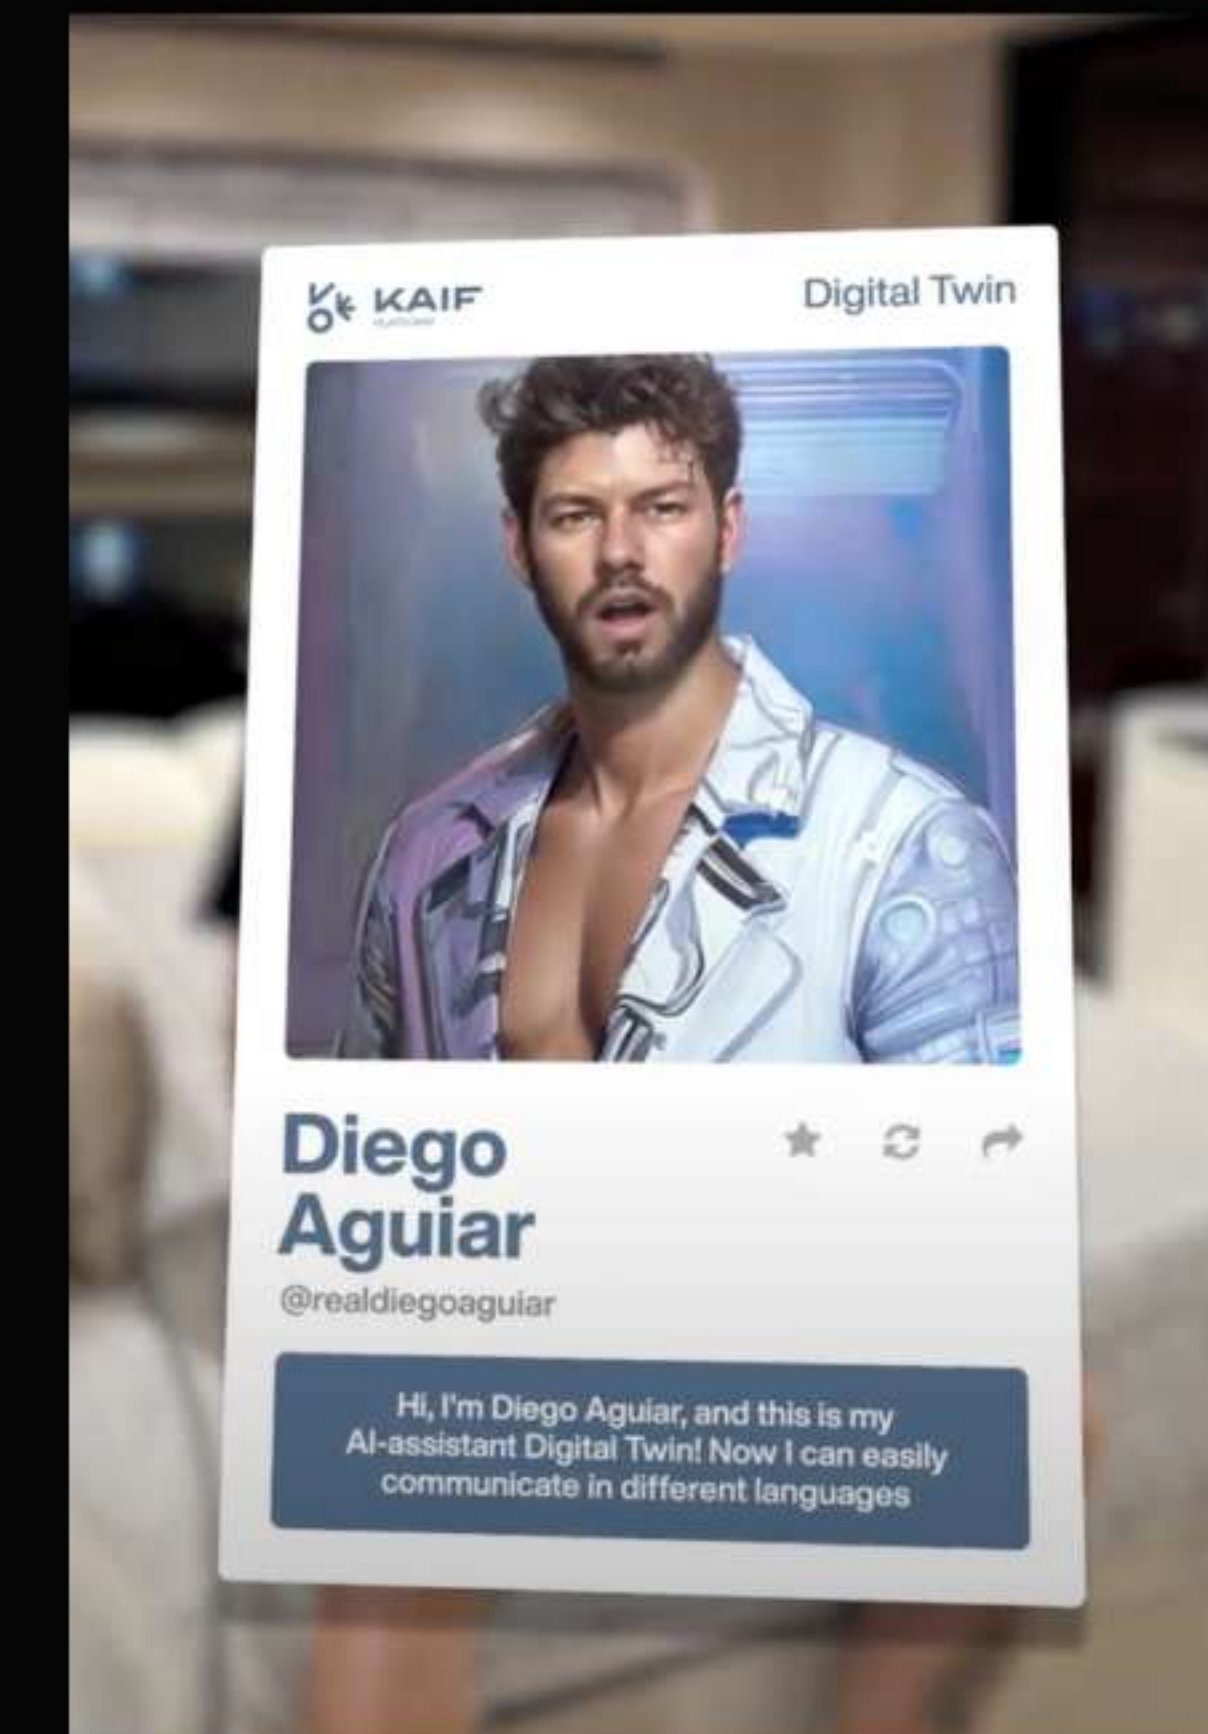 KAIF
Digital Twin
Diego
Aguiar
@realdiegoaguiar
Hi, I'm Diego Aguiar, and this is my
AI-assistant Digital Twin! Now I can easily
communicate in different languages